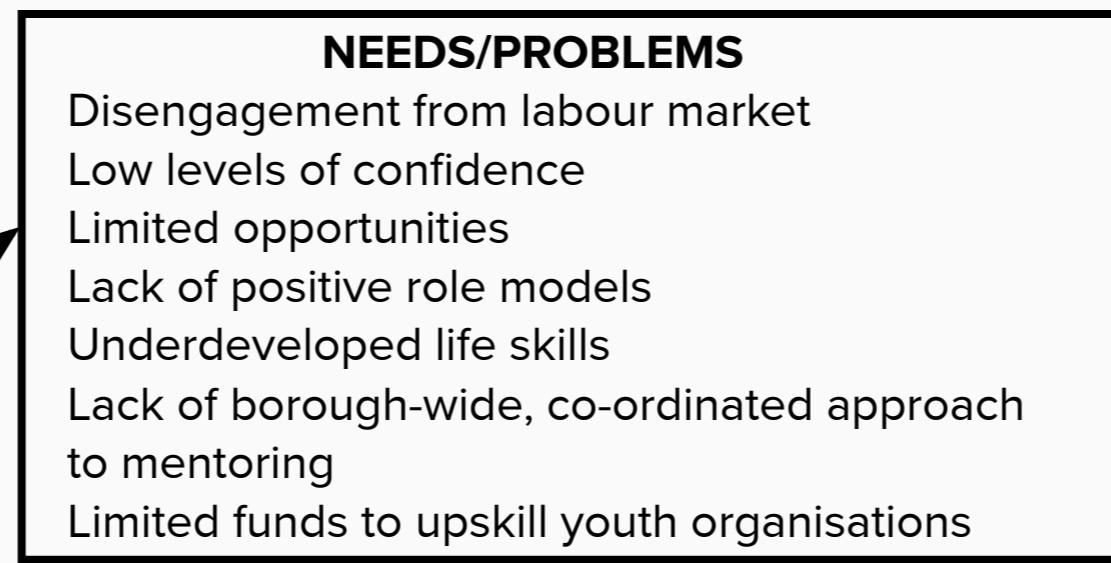 NEEDS/PROBLEMS
Disengagement from labour market
Low levels of confidence
Limited opportunities
Lack of positive role models
Underdeveloped life skills
Lack of borough-wide, co-ordinated approach
to mentoring
Limited funds to upskill youth organisations